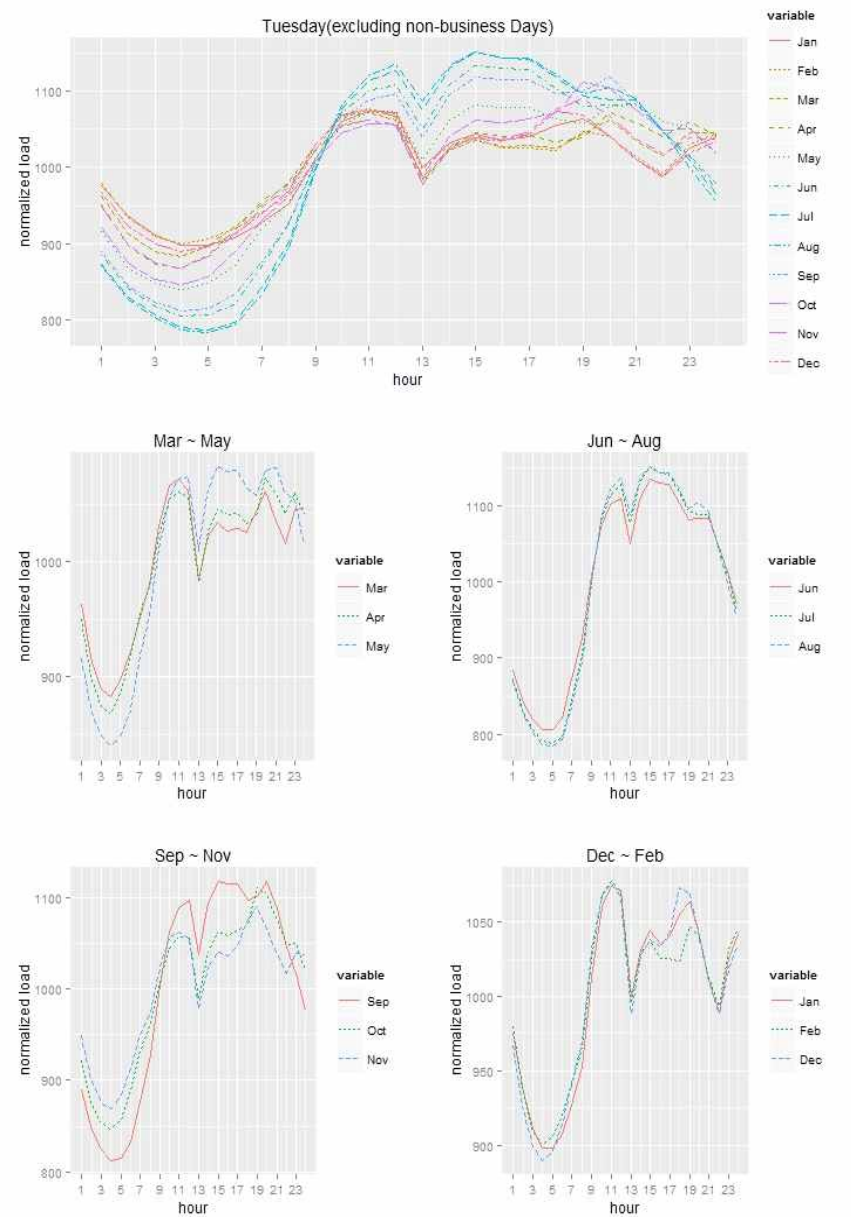 Tuesday(excluding non-business Days)
normalized load
1100
1000
900
800
1 3 5 7 9 11 13 15 17 19 21 23
hour
variable
Jan
Feb
Mar
Apr
May
Jun
Jul
Aug
Sep
Oct
Nov
Dec
Mar ~ May
normalized load
1000
900
1 3 5 7 9 11 13 15 17 19 21 23
hour
variable
Mar
Apr
May
Jun ~ Aug
normalized load
1100
1000
900
800
1 3 5 7 9 11 13 15 17 19 21 23
hour
variable
Jun
Jul
Aug
Sep ~ Nov
normalized load
1100
1000
900
800
1 3 5 7 9 11 13 15 17 19 21 23
hour
variable
Sep
Oct
Nov
Dec ~ Feb
normalized load
1050
1000
950
900
1 3 5 7 9 11 13 15 17 19 21 23
hour
variable
Jan
Feb
Dec